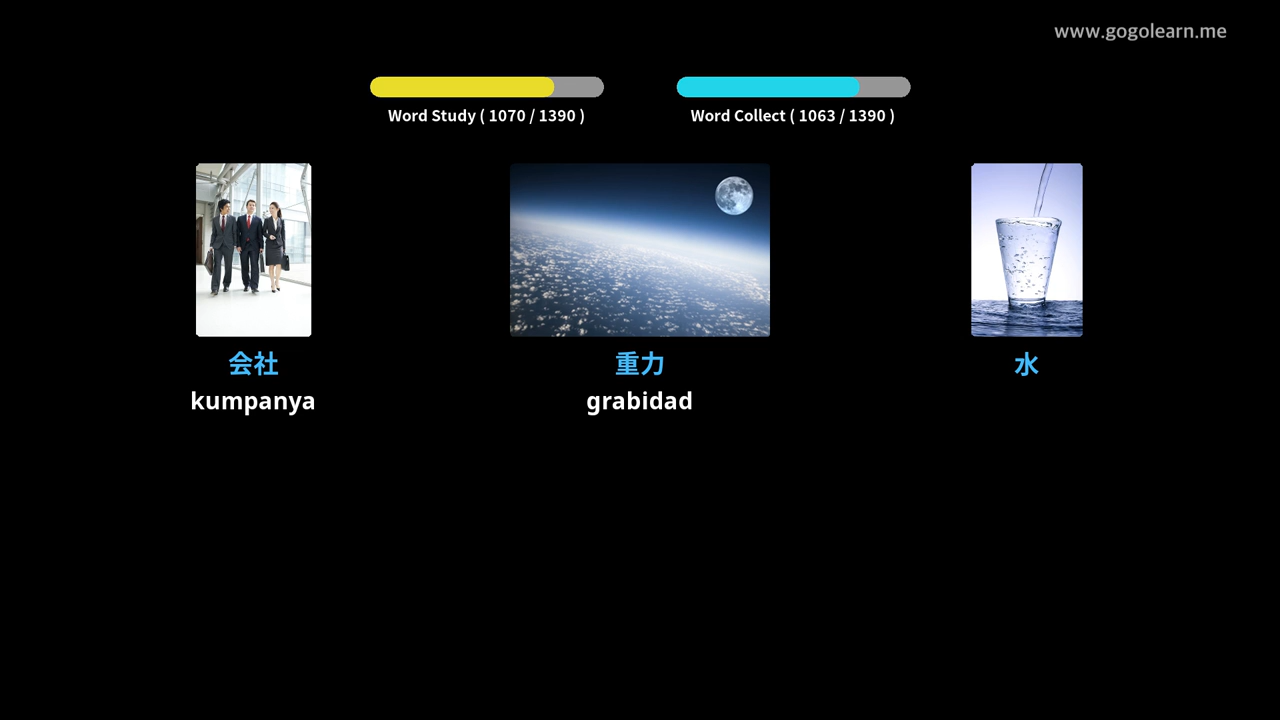 www.gogolearn.me
Word Study ( 1070 / 1390 )
Word Collect ( 1063 / 1390 )
会社
重力
水
kumpanya
grabidad